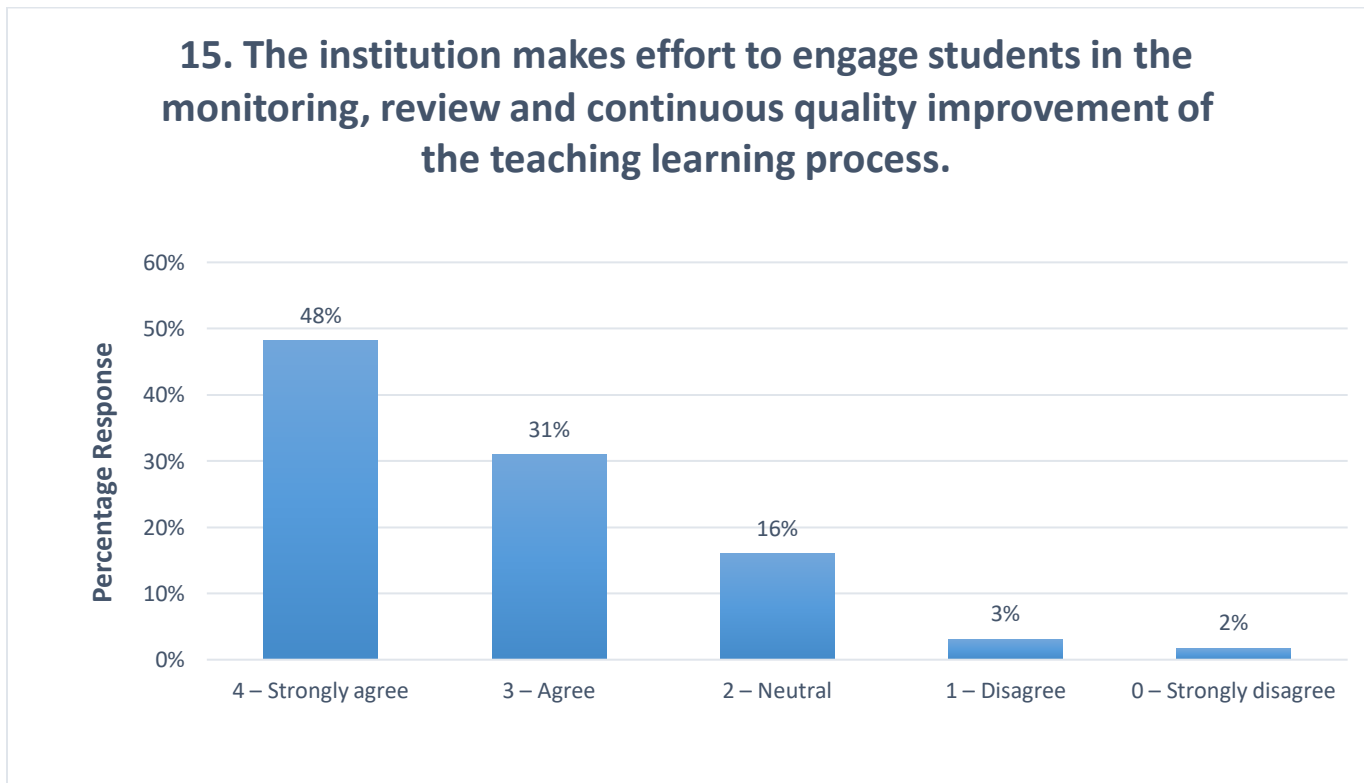 15. The institution makes effort to engage students in the
monitoring, review and continuous quality improvement of
the teaching learning process.
Percentage Response
60%
50%
40%
30%
20%
10%
0%
48%
31%
16%
3%
2%
4 – Strongly agree
3 – Agree
2 – Neutral
1 – Disagree
0 – Strongly disagree